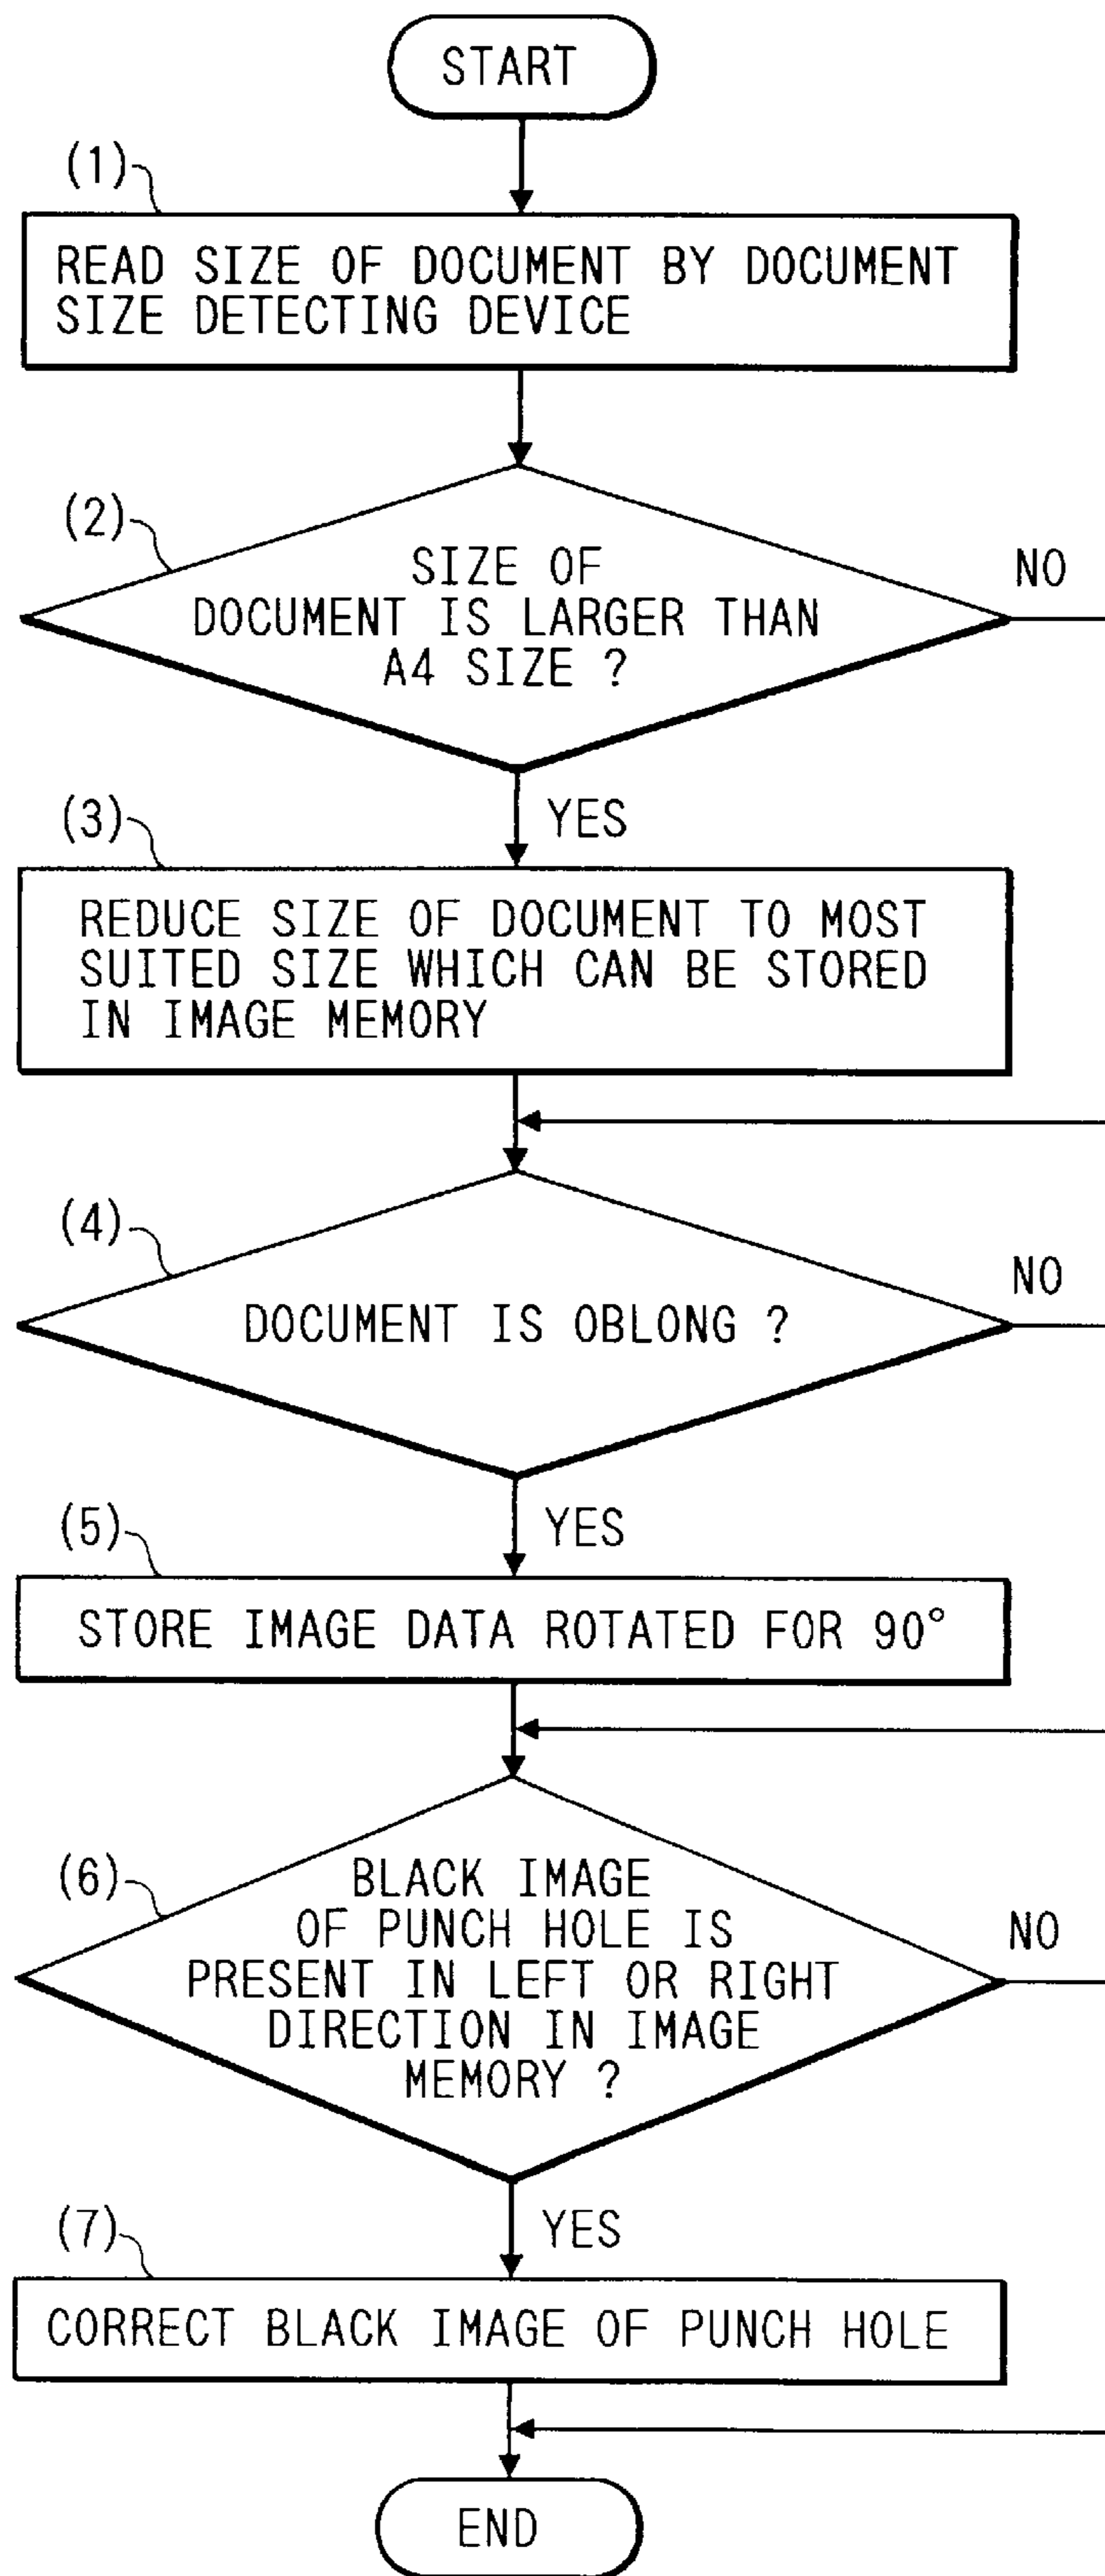 START
(1)
READ SIZE OF DOCUMENT BY DOCUMENT
SIZE DETECTING DEVICE
(2)
SIZE OF
DOCUMENT IS LARGER THAN
A4 SIZE ?
NO
YES
(3)
REDUCE SIZE OF DOCUMENT TO MOST
SUITED SIZE WHICH CAN BE STORED
IN IMAGE MEMORY
(4)
DOCUMENT IS OBLONG ?
NO
YES
(5)
STORE IMAGE DATA ROTATED FOR 90°
(6)
BLACK IMAGE
OF PUNCH HOLE IS
PRESENT IN LEFT OR RIGHT
DIRECTION IN IMAGE
MEMORY ?
NO
YES
(7)
CORRECT BLACK IMAGE OF PUNCH HOLE
END